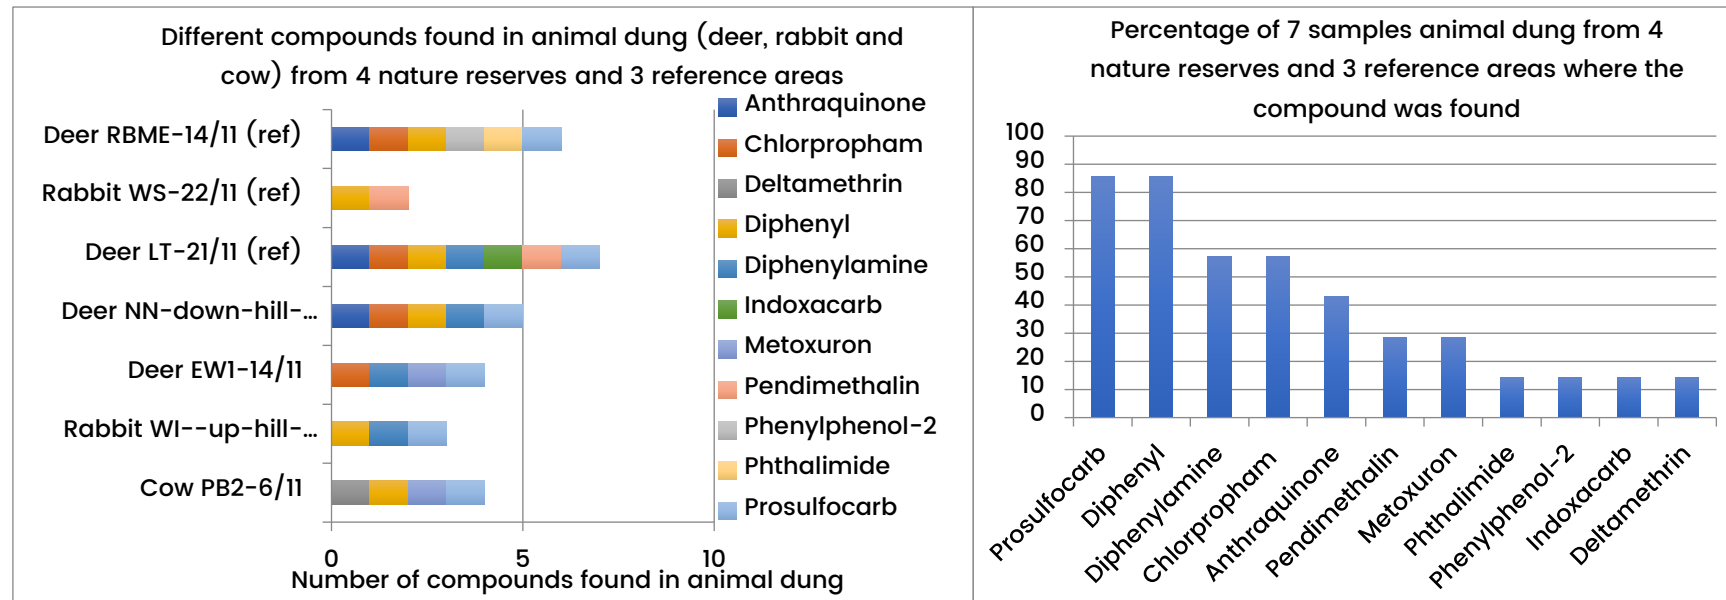 Different compounds found in animal dung (deer, rabbit and
cow) from 4 nature reserves and 3 reference areas
Deer RBME-14/11 (ref)
Rabbit WS-22/11 (ref)
Deer LT-21/11 (ref)
Deer NN-down-hill-…
Deer EW1-14/11
Rabbit WI--up-hill-…
Cow PB2-6/11
0
5
10
Number of compounds found in animal dung
Anthraquinone
Chlorpropham
Deltamethrin
Diphenyl
Diphenylamine
Indoxacarb
Metoxuron
Pendimethalin
Phenylphenol-2
Phthalimide
Prosulfocarb
Percentage of 7 samples animal dung from 4
nature reserves and 3 reference areas where the
compound was found
100
90
80
70
60
50
40
30
20
10
0
Prosulfocarb
Diphenyl
Diphenylamine
Chlorpropham
Anthraquinone
Pendimethalin
Metoxuron
Phthalimide
Phenylphenol-2
Indoxacarb
Deltamethrin